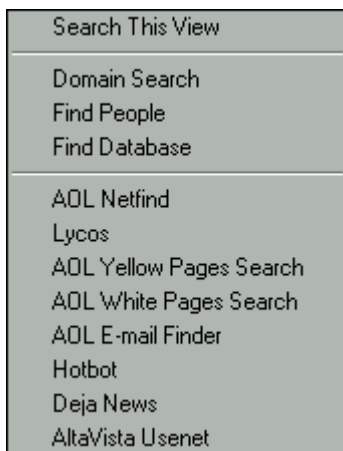 Search This View
Domain Search
Find People
Find Database
AOL Netfind
Lycos
AOL Yellow Pages Search
AOL White Pages Search
AOL E-mail Finder
Hotbot
Deja News
AltaVista Usenet